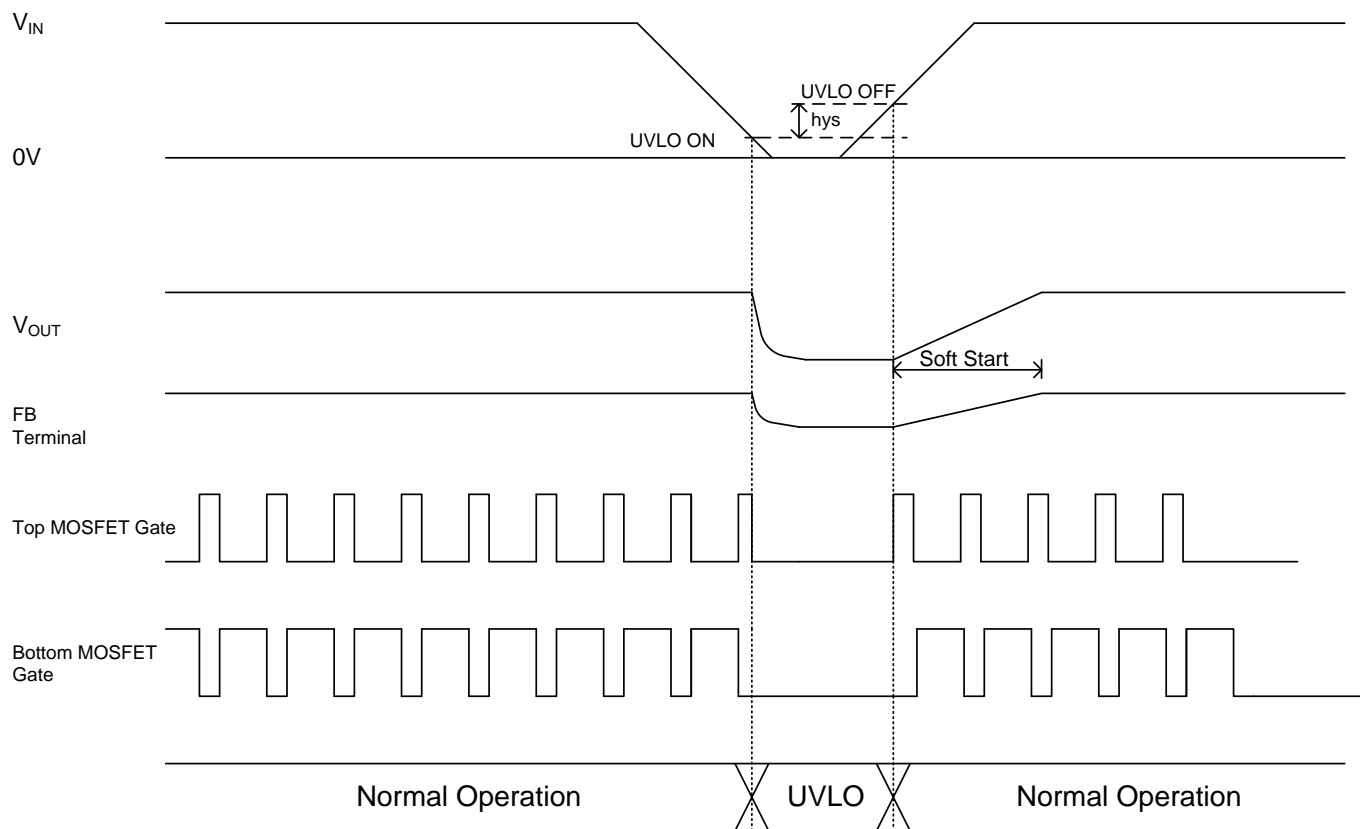 VIN
UVLO OFF
hys
UVLO ON
0V
VOUT
Soft Start
FB
Terminal
Top MOSFET Gate
Bottom MOSFET
Gate
Normal Operation
UVLO
Normal Operation